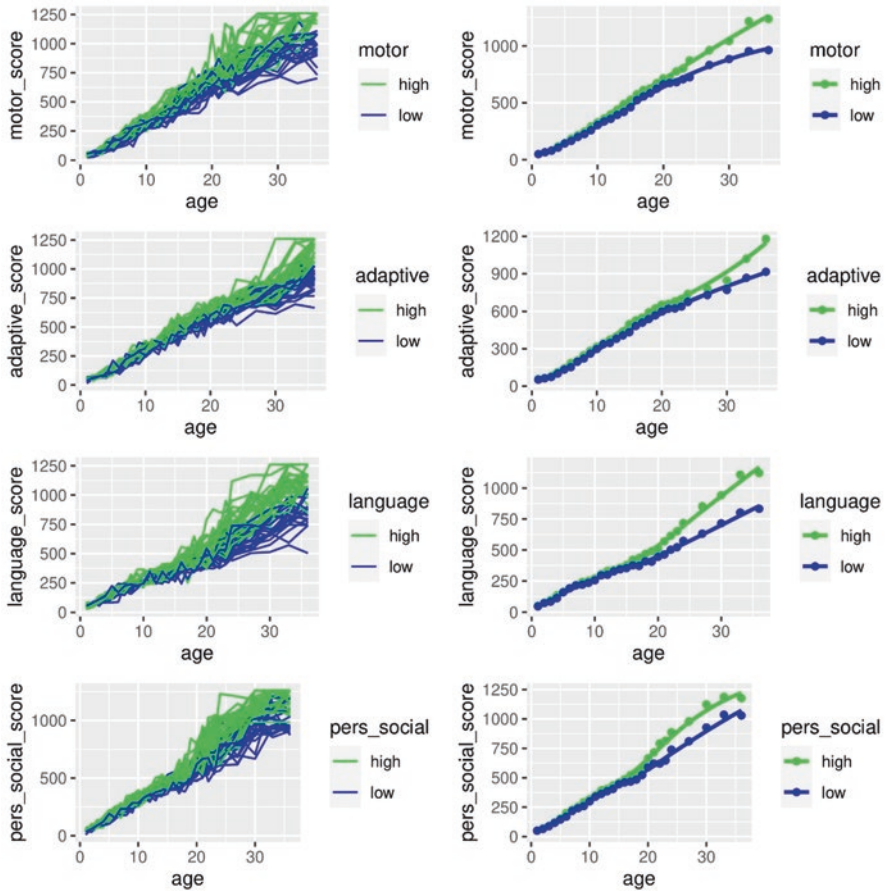 motor_score
1250
1000
750
500
250
0
0 10 20 30
age
motor
high
low
motor_score
1000
500
0
0 10 20 30
age
motor
high
low
adaptive_score
1250
1000
750
500
250
0
0 10 20 30
age
adaptive
high
low
adaptive_score
1200
900
600
300
0
0 10 20 30
age
adaptive
high
low
language_score
1250
1000
750
500
250
0
0 10 20 30
age
language
high
low
language_score
1000
750
500
250
0
0 10 20 30
age
language
high
low
pers_social_score
1000
500
0
0 10 20 30
age
pers_social
high
low
pers_social_score
1250
1000
750
500
250
0
0 10 20 30
age
pers_social
high
low